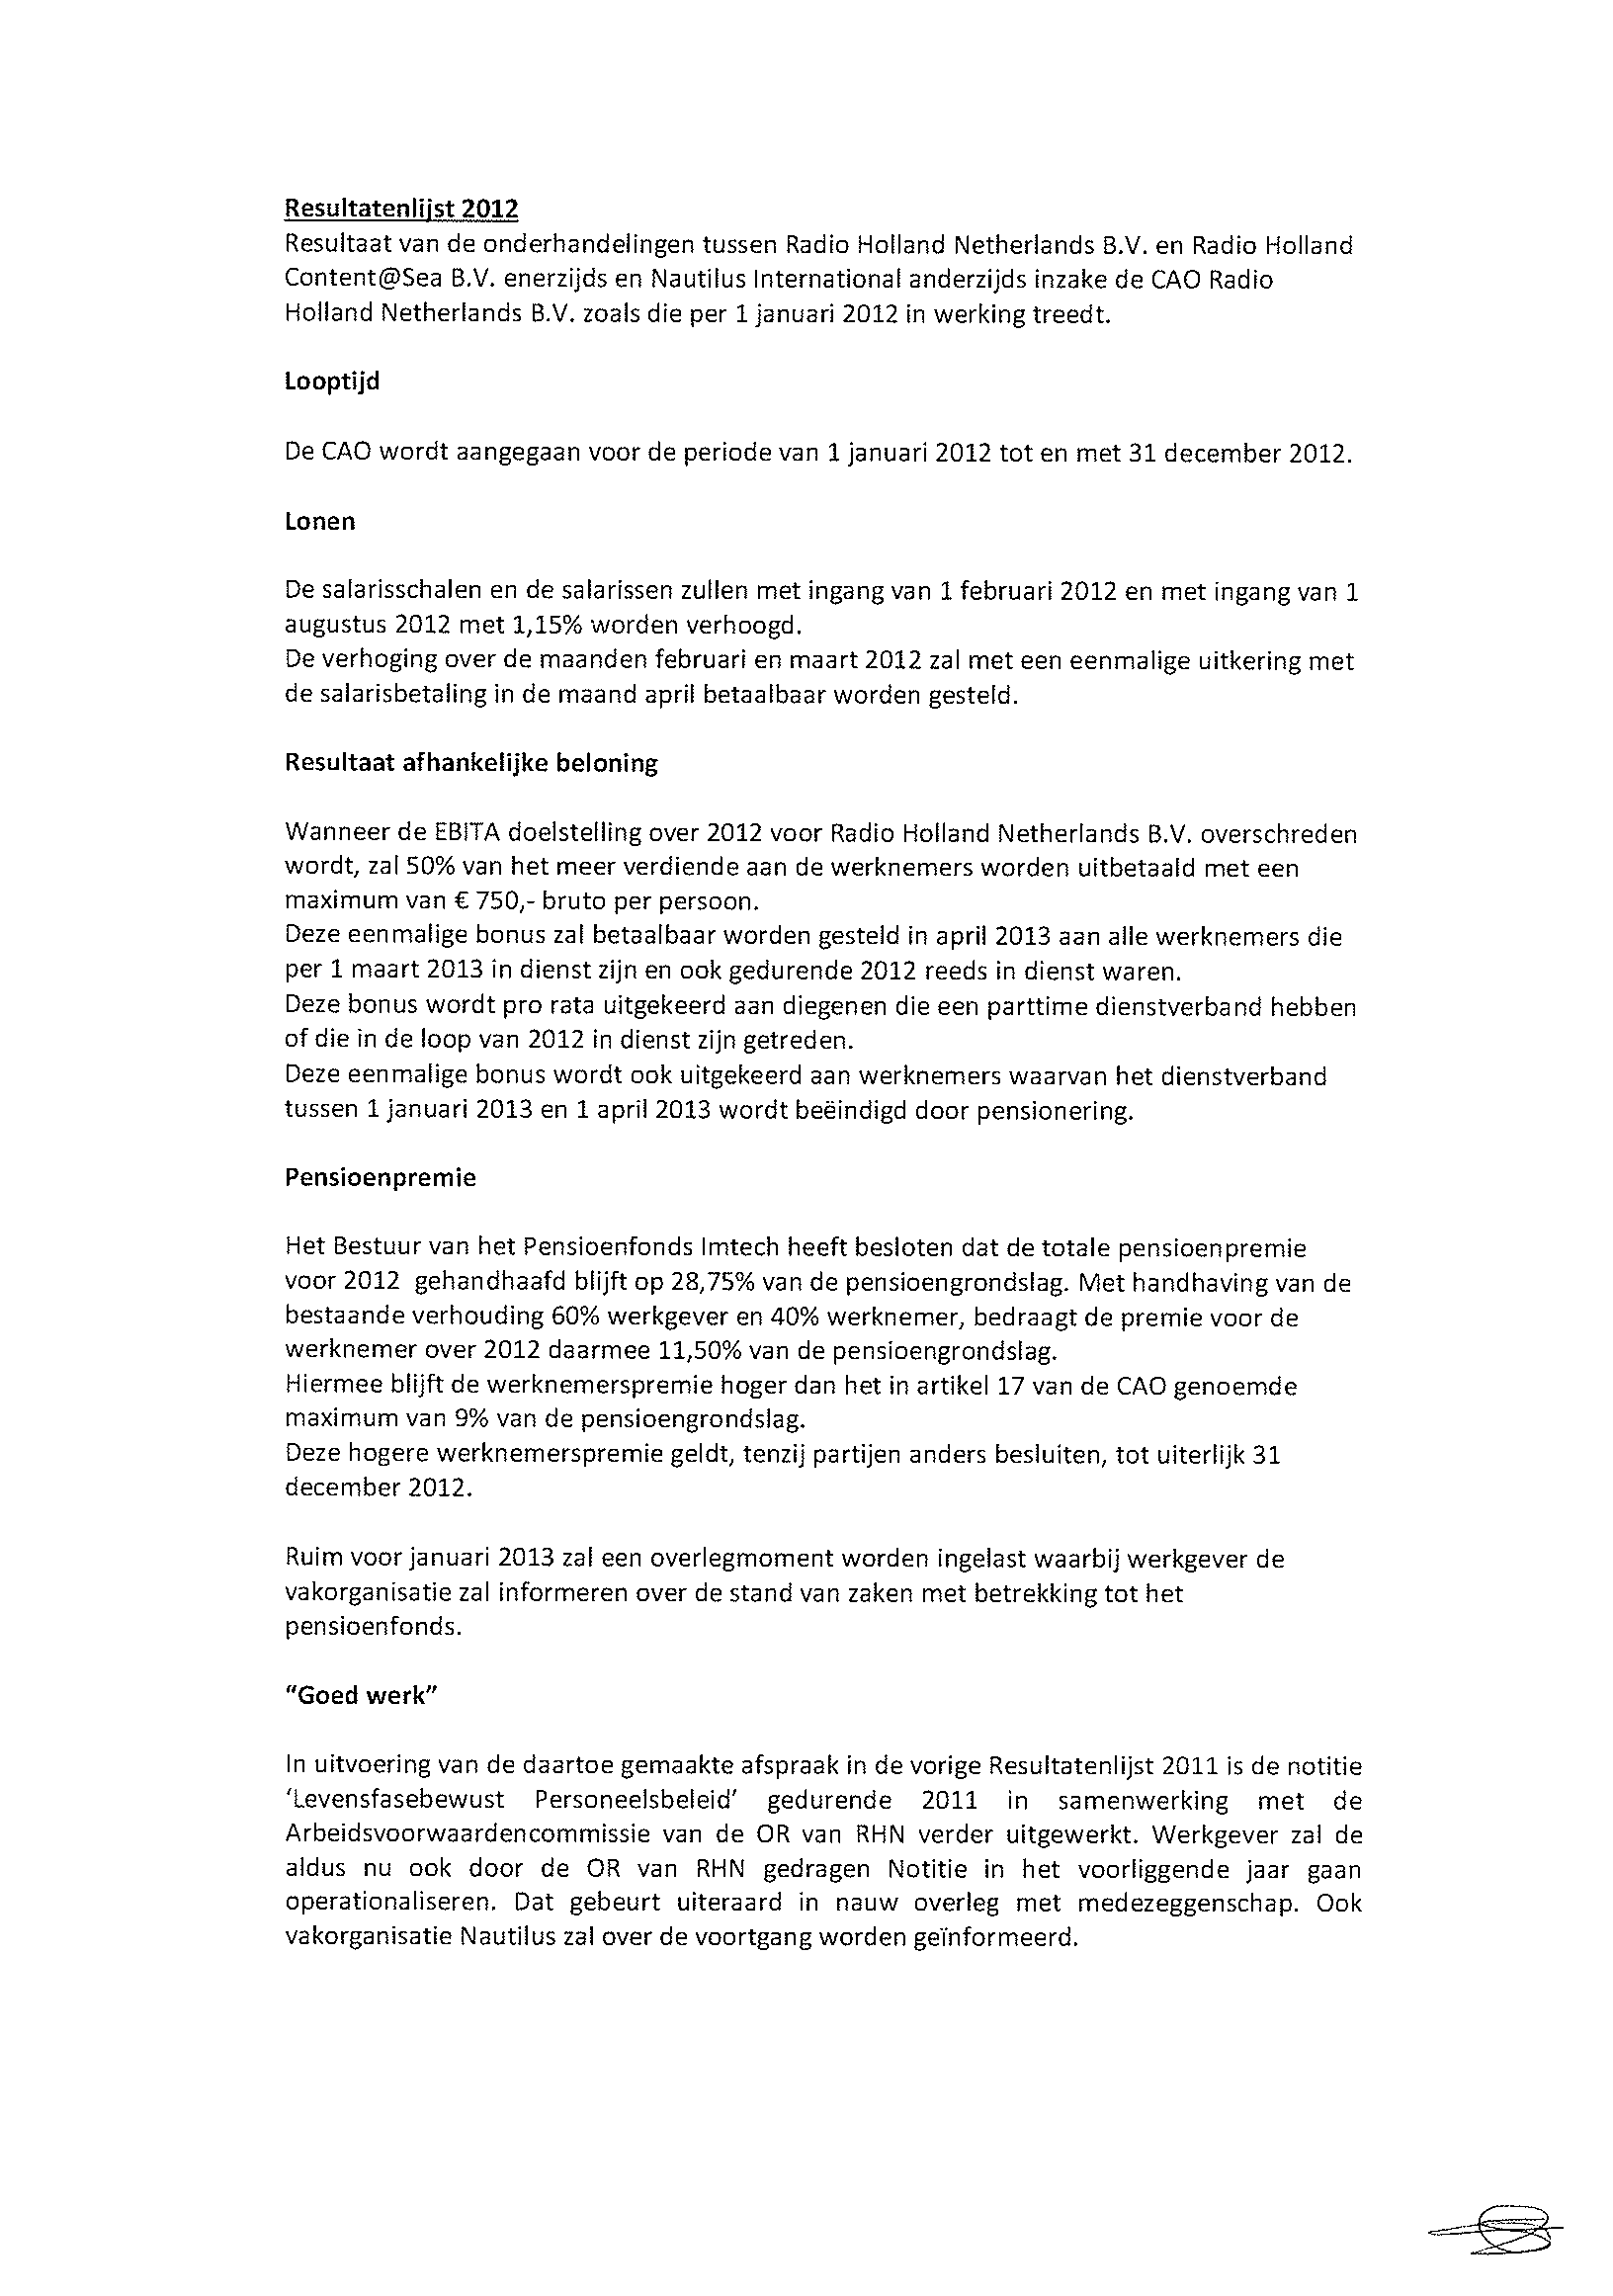 Resultatenlijst 2012
Resultaat van de onderhandelingen tussen Radio Holland Netherlands B.V. en Radio Holland
Content@Sea B.V. enerzijds en Nautilus International anderzijds inzake de CAO Radio
Holland Netherlands B.V. zoals die per 1 januari 2012 in werking treedt.
Looptijd
De CAO wordt aangegaan voor de periode van 1 januari 2012 tot en met 31 december 2012.
Lonen
De salarisschalen en de salarissen zullen met ingang van 1 februari 2012 en met ingang van 1
augustus 2012 met 1,15% worden verhoogd.
De verhoging over de maanden februari en maart 2012 zal met een eenmalige uitkering met
de salarisbetaling in de maand april betaalbaar worden gesteld.
Resultaat afhankelijke beloning
Wanneer de EBITA doelstelling over 2012 voor Radio Holland Netherlands B.V. overschreden
wordt, zal 50% van het meer verdiende aan de werknemers worden uitbetaald met een
maximum van € 750,- bruto per persoon.
Deze eenmalige bonus zal betaalbaar worden gesteld in april 2013 aan alle werknemers die
per 1 maart 2013 in dienst zijn en ook gedurende 2012 reeds in dienst waren.
Deze bonus wordt pro rata uitgekeerd aan diegenen die een parttime dienstverband hebben
of die in de loop van 2012 in dienst zijn getreden.
Deze eenmalige bonus wordt ook uitgekeerd aan werknemers waarvan het dienstverband
tussen 1 januari 2013 en 1 april 2013 wordt beëindigd door pensionering.
Pensioenpremie
Het Bestuur van het Pensioenfonds Imtech heeft besloten dat de totale pensioenpremie
voor 2012 gehandhaafd blijft op 28,75% van de pensioengrondslag. Met handhaving van de
bestaande verhouding 60% werkgever en 40% werknemer, bedraagt de premie voor de
werknemer over 2012 daarmee 11,50% van de pensioengrondslag.
Hiermee blijft de werknemerspremie hoger dan het in artikel 17 van de CAO genoemde
maximum van 9% van de pensioengrondslag.
Deze hogere werknemerspremie geldt, tenzij partijen anders besluiten, tot uiterlijk 31
december 2012.
Ruim voor januari 2013 zal een overlegmoment worden ingelast waarbij werkgever de
vakorganisatie zal informeren over de stand van zaken met betrekking tot het
pensioenfonds.
“Goed werk”
In uitvoering van de daartoe gemaakte afspraak in de vorige Resultatenlijst 2011 is de notitie
‘Levensfasebewust Personeelsbeleid’ gedurende 2011 in samenwerking met de
Arbeidsvoorwaardencommissie van de OR van RHN verder uitgewerkt. Werkgever zal de
aldus nu ook door de OR van RHN gedragen Notitie in het voorliggende jaar gaan
operationaliseren. Dat gebeurt uiteraard in nauw overleg met medezeggenschap. Ook
vakorganisatie Nautilus zal over de voortgang worden geïnformeerd.